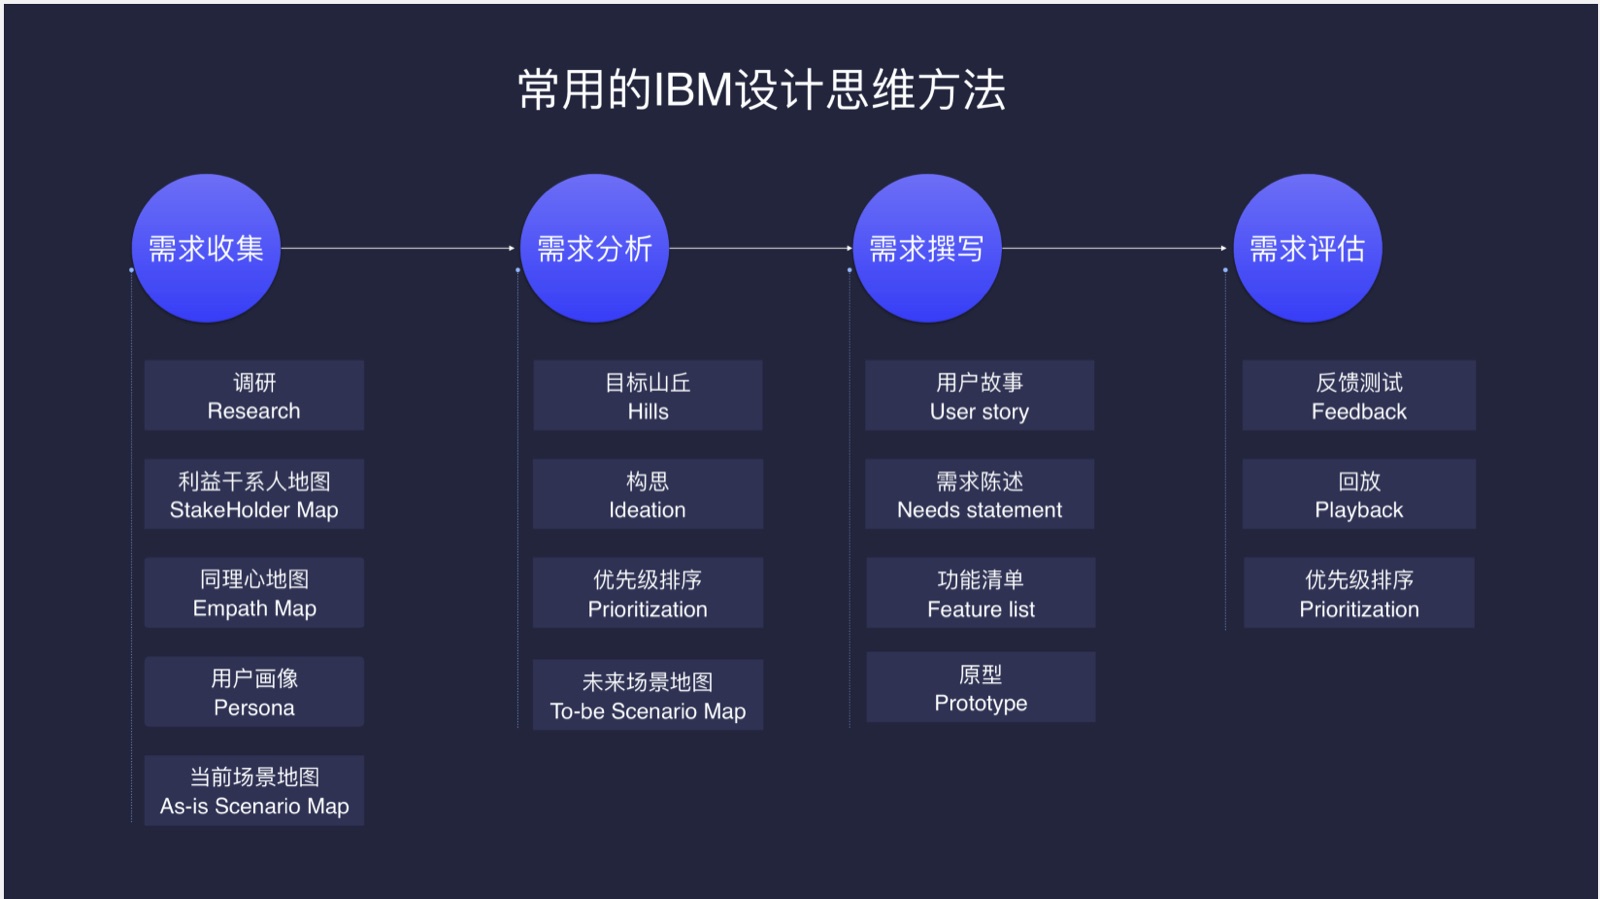 常用的IBM设计思维方法
需求收集
需求分析
需求撰写
需求评估
调研
Research
利益干系人地图
StakeHolder Map
同理心地图
Empath Map
用户画像
Persona
当前场景地图
As-is Scenario Map
目标山丘
Hills
构思
Ideation
优先级排序
Prioritization
未来场景地图
To-be Scenario Map
用户故事
User story
需求陈述
Needs statement
功能清单
Feature list
原型
Prototype
反馈测试
Feedback
回放
Playback
优先级排序
Prioritization